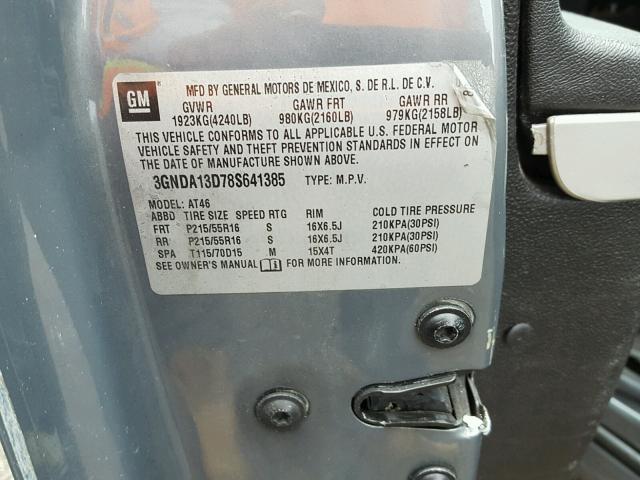 GM
MFD BY GENERAL MOTORS DE MEXICO, S. DE R.L. DE C.V.
GVWR GAWR FRT GAWR RR
1923KG(4240LB) 980KG(2160LB) 979KG(2158LB)
THIS VEHICLE CONFORMS TO ALL APPLICABLE U.S. FEDERAL MOTOR
VEHICLE SAFETY AND THEFT PREVENTION STANDARDS IN EFFECT ON
THE DATE OF MANUFACTURE SHOWN ABOVE.
3GNDA13D78S641385 TYPE: M.P.V.
MODEL: AT46
ABBD TIRE SIZE SPEED RTG RIM COLD TIRE PRESSURE
FRT P215/55R16 S 16X6.5J 210KPA(30PSI)
RR P215/55R16 S 16X6.5J 210KPA(30PSI)
SPA T115/70D15 M 15X4T 420KPA(60PSI)
SEE OWNER'S MANUAL FOR MORE INFORMATION.